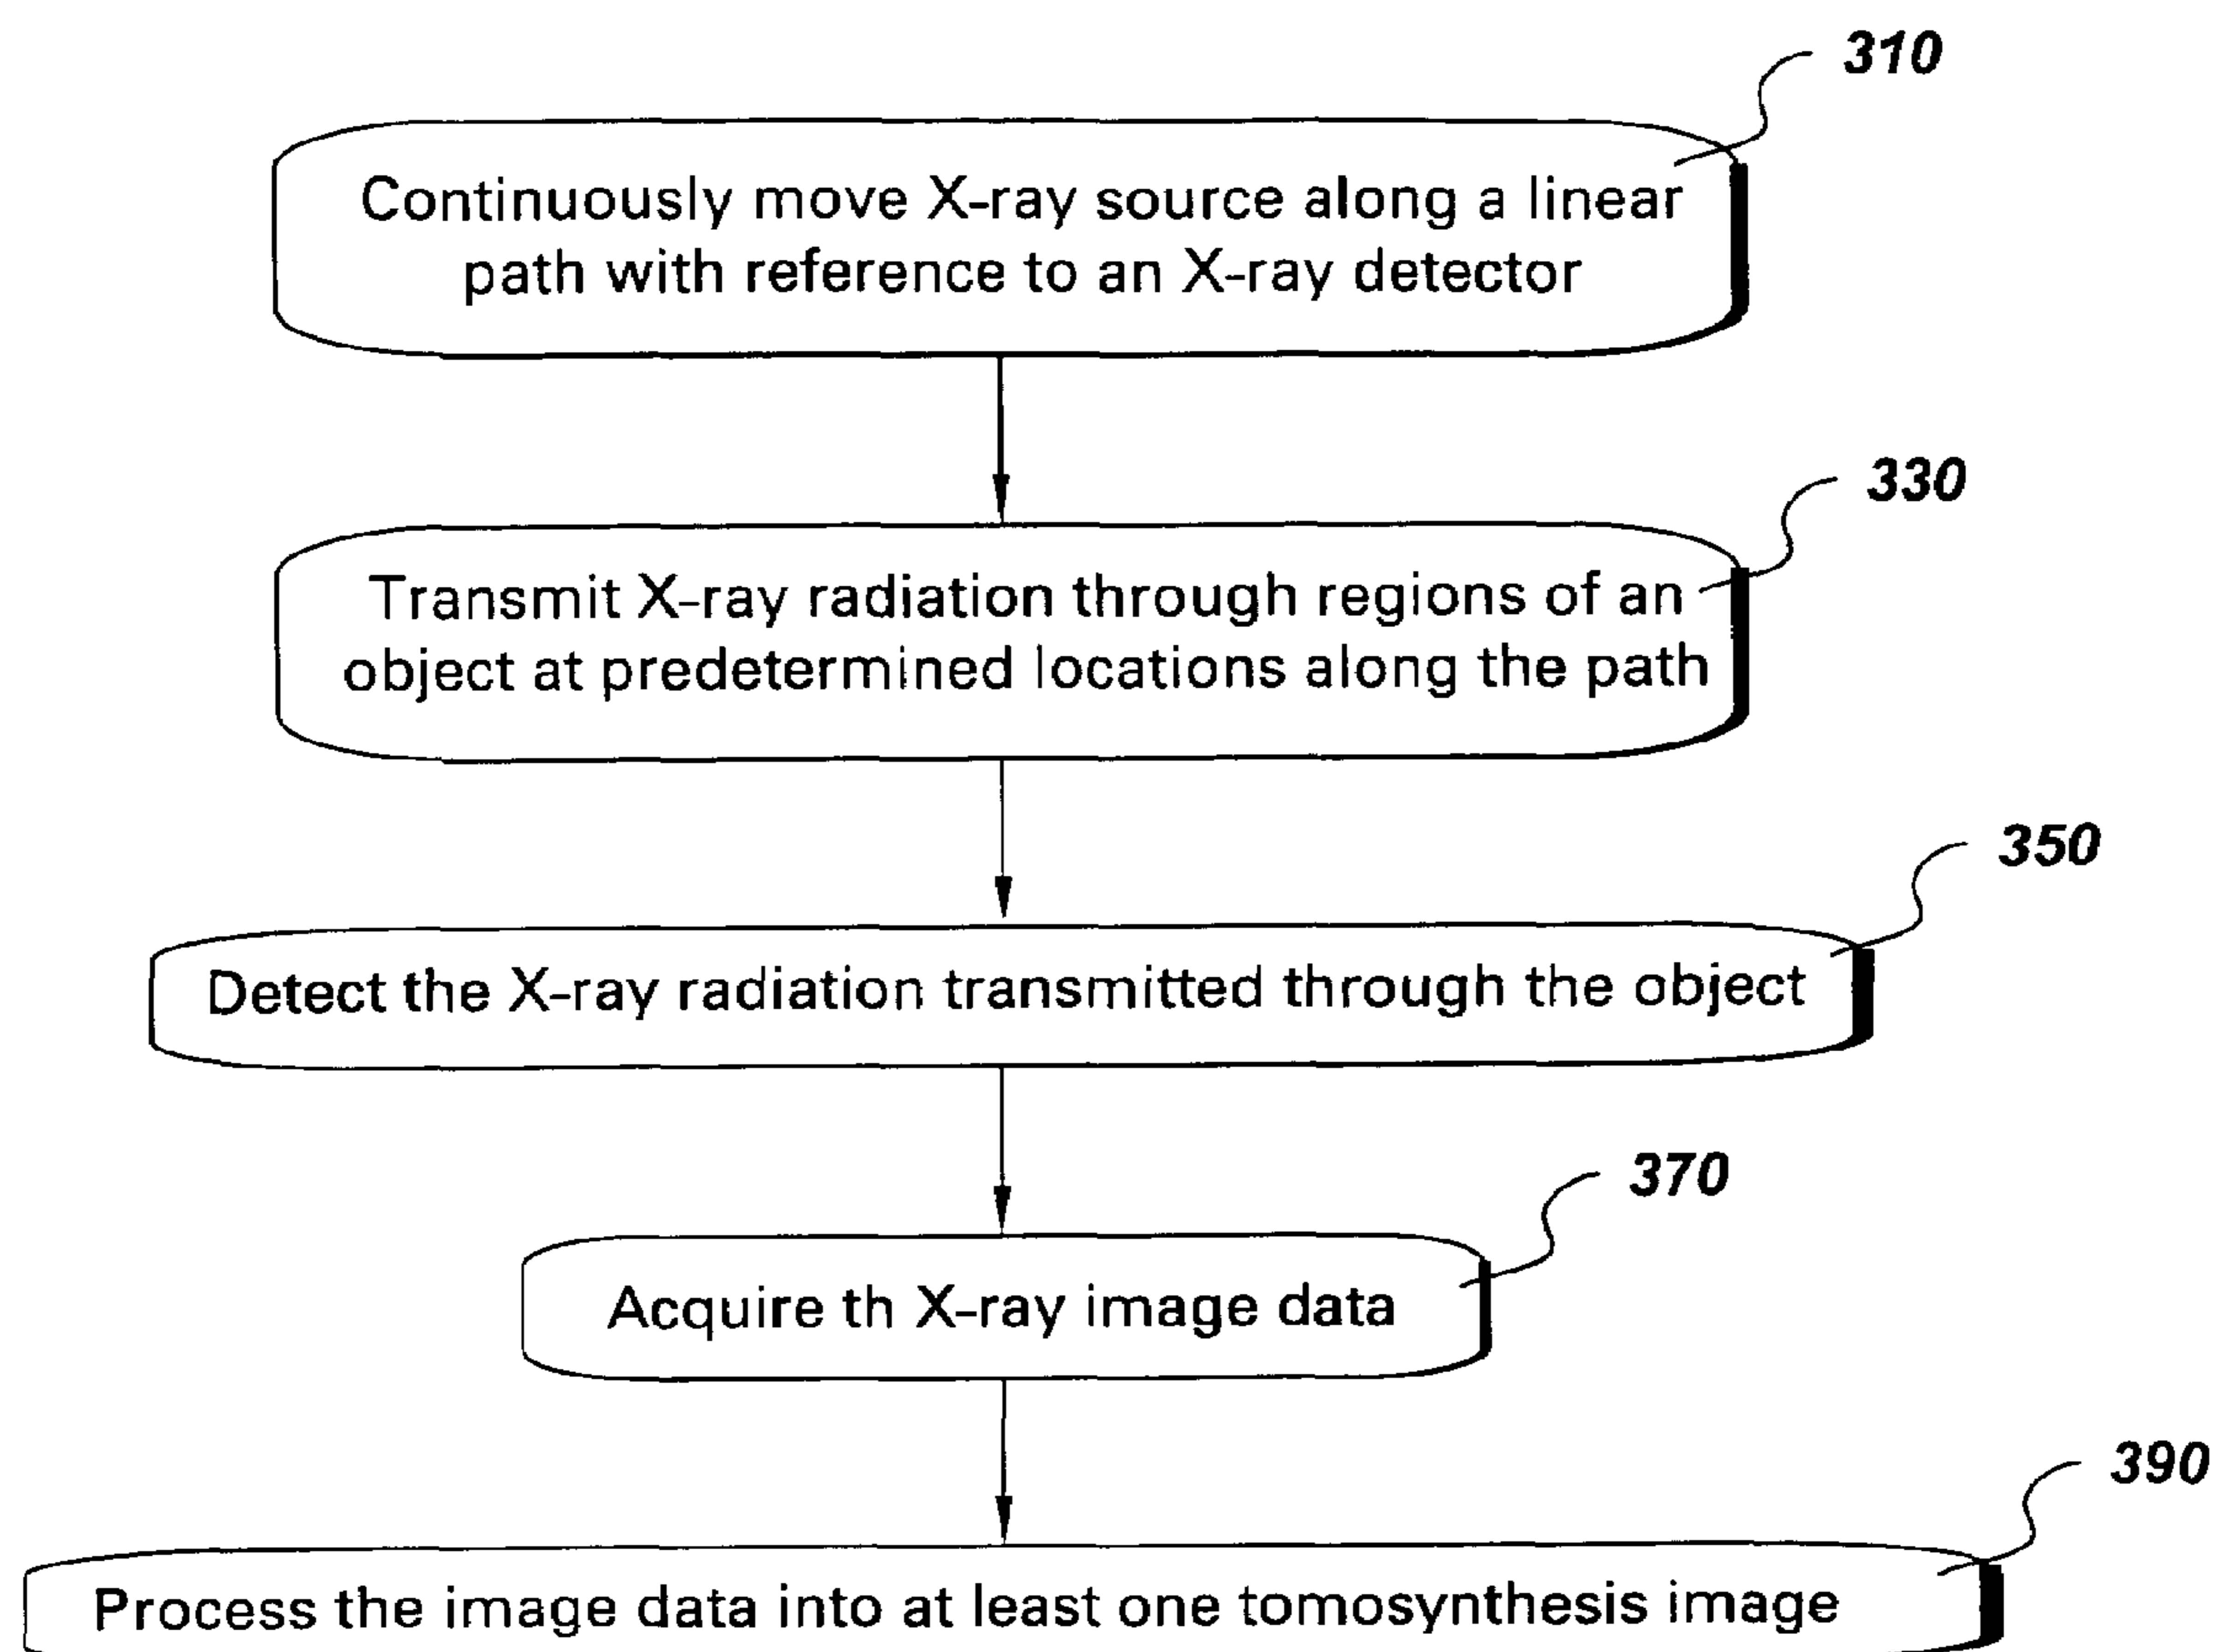 310
Continuously move X-ray source along a linear
path with reference to an X-ray detector
330
Transmit X-ray radiation through regions of an
object at predetermined locations along the path
350
Detect the X-ray radiation transmitted through the object
370
Acquire th X-ray image data
390
Process the image data into at least one tomosynthesis image